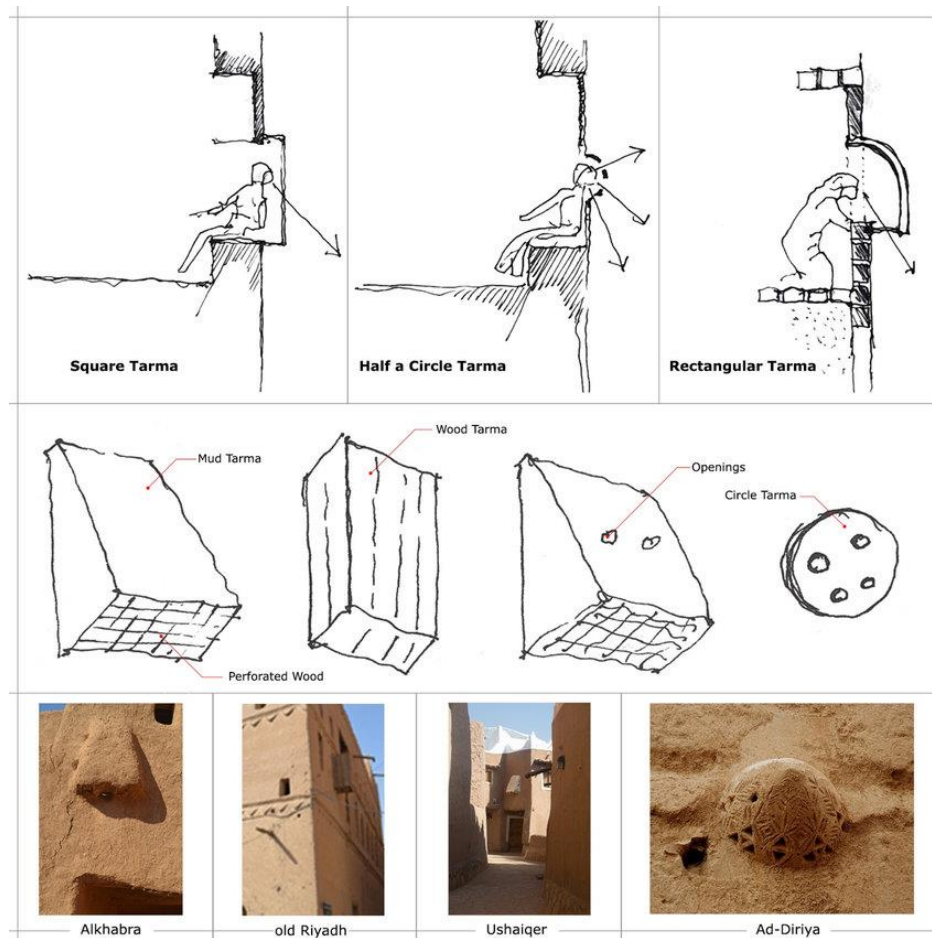 Square Tarma
Half a Circle Tarma
Rectangular Tarma
Mud Tarma
Wood Tarma
Openings
Circle Tarma
Perforated Wood
Alkhabra
old Riyadh
Ushaiqer
Ad-Diriya